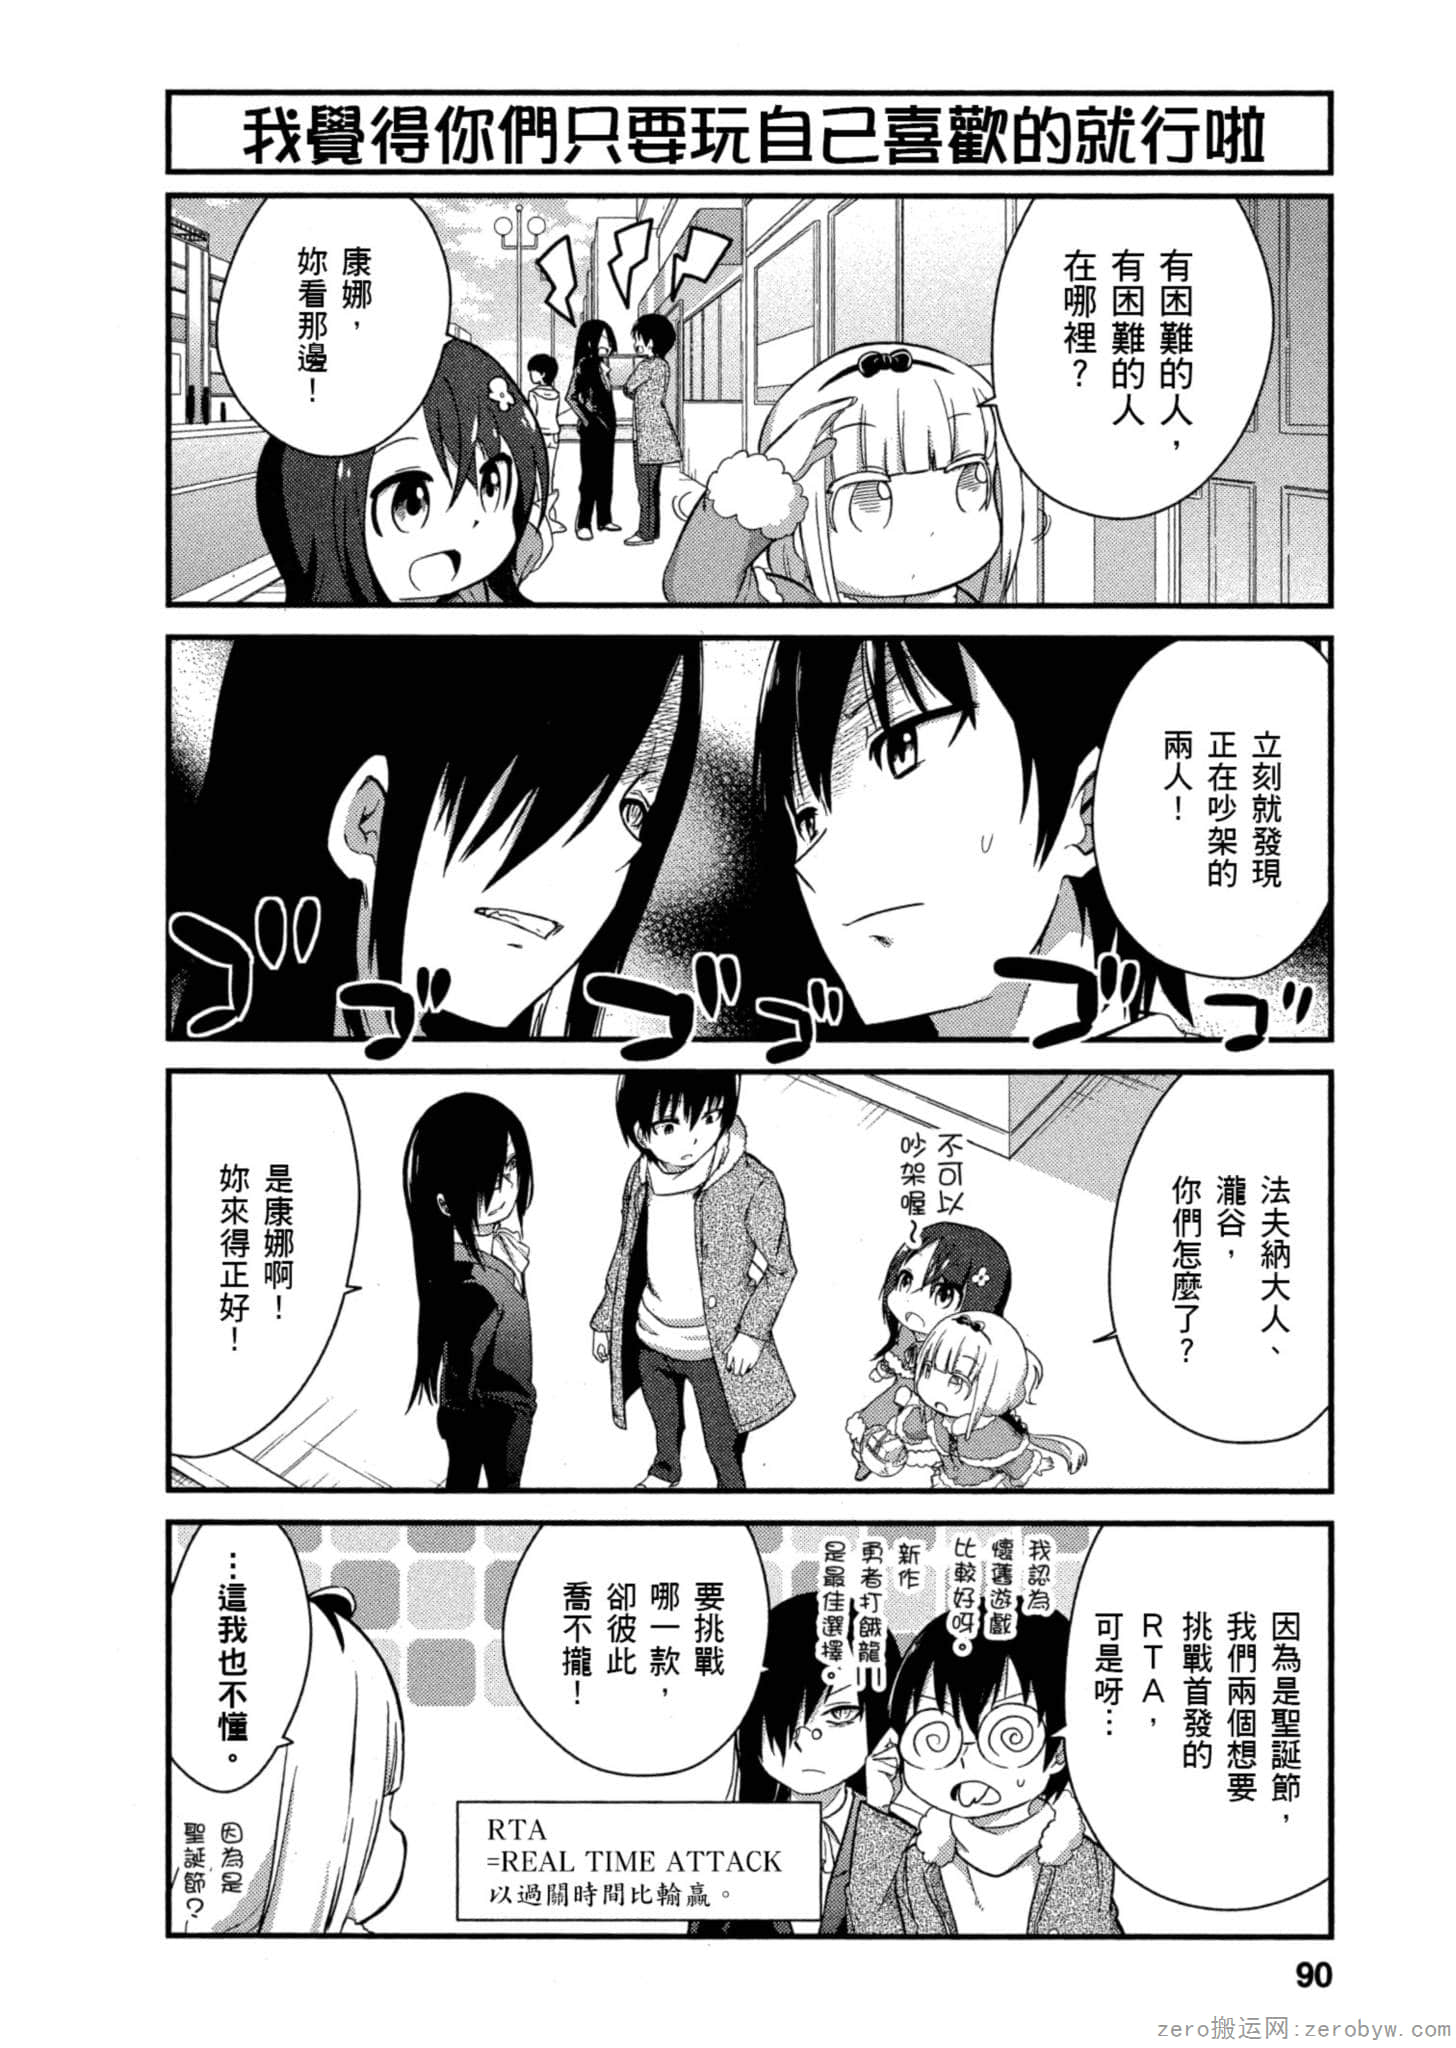 我覺得你們只要玩自己喜歡的就行啦
有困難的人，
有困難的人
在哪裡？
康娜，
妳看那邊！
立刻就發現
正在吵架的
兩人！
ゴゴゴゴゴ
法夫納大人、
瀧谷，
你們怎麼了？
不可以
吵架喔～
是康娜啊！
妳來得正好！
因為是聖誕節，
我們兩個想要
挑戰首發的
RTA，
可是呀…
我認為
懷舊遊戲
比較好呀。
新作
勇者打餓龍II
是最佳選擇。
要挑戰
哪一款，
卻彼此
喬不攏！
RTA
=REAL TIME ATTACK
以過關時間比輸贏。
…這我也不懂。
因為是
聖誕節？
90
zero搬运网:zerobyw.com